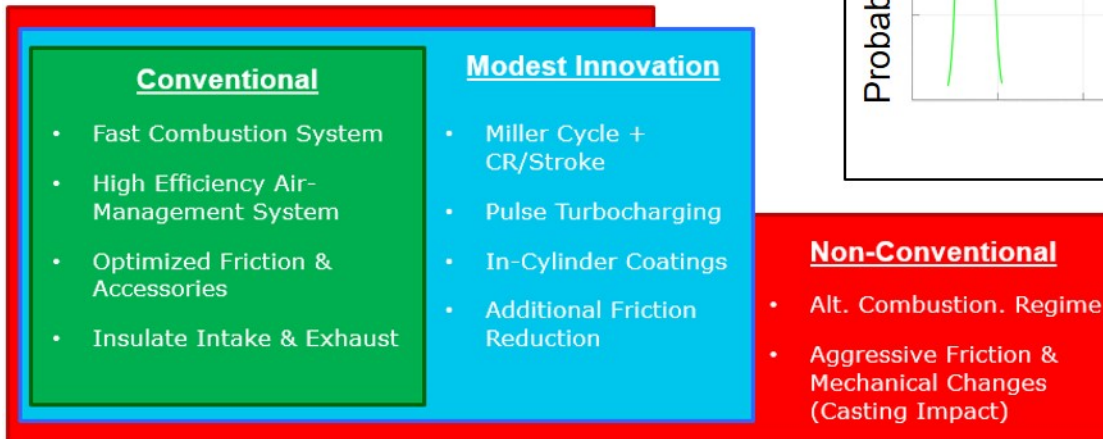 Probab
Conventional
• Fast Combustion System
• High Efficiency Air-
Management System
• Optimized Friction &
Accessories
• Insulate Intake & Exhaust
Modest Innovation
• Miller Cycle +
CR/Stroke
• Pulse Turbocharging
• In-Cylinder Coatings
• Additional Friction
Reduction
Non-Conventional
• Alt. Combustion. Regime
• Aggressive Friction &
Mechanical Changes
(Casting Impact)